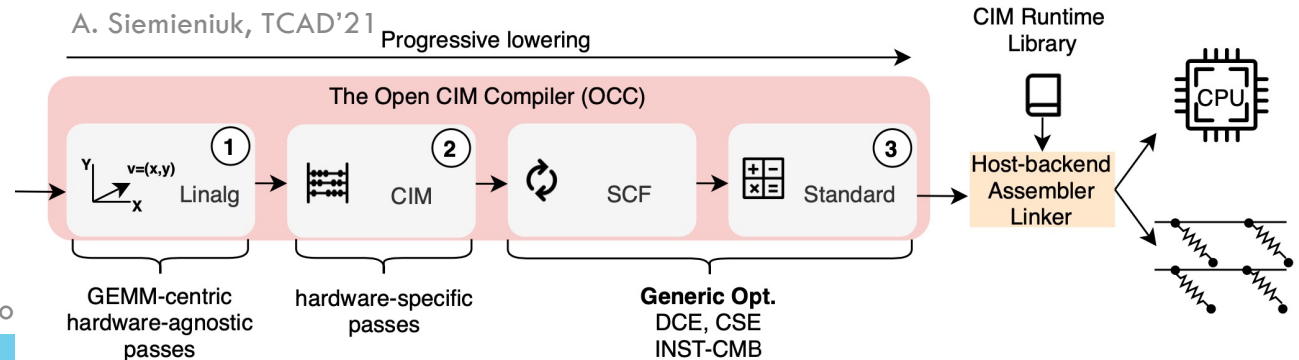 A. Siemieniuk, TCAD'21
Progressive lowering
CIM Runtime
Library
The Open CIM Compiler (OCC)
CPU
1
2
3
Y
v=(x,y)
X
Linalg
CIM
SCF
+ −
× =
Standard
Host-backend
Assembler
Linker
GEMM-centric
hardware-agnostic
passes
hardware-specific
passes
Generic Opt.
DCE, CSE
INST-CMB